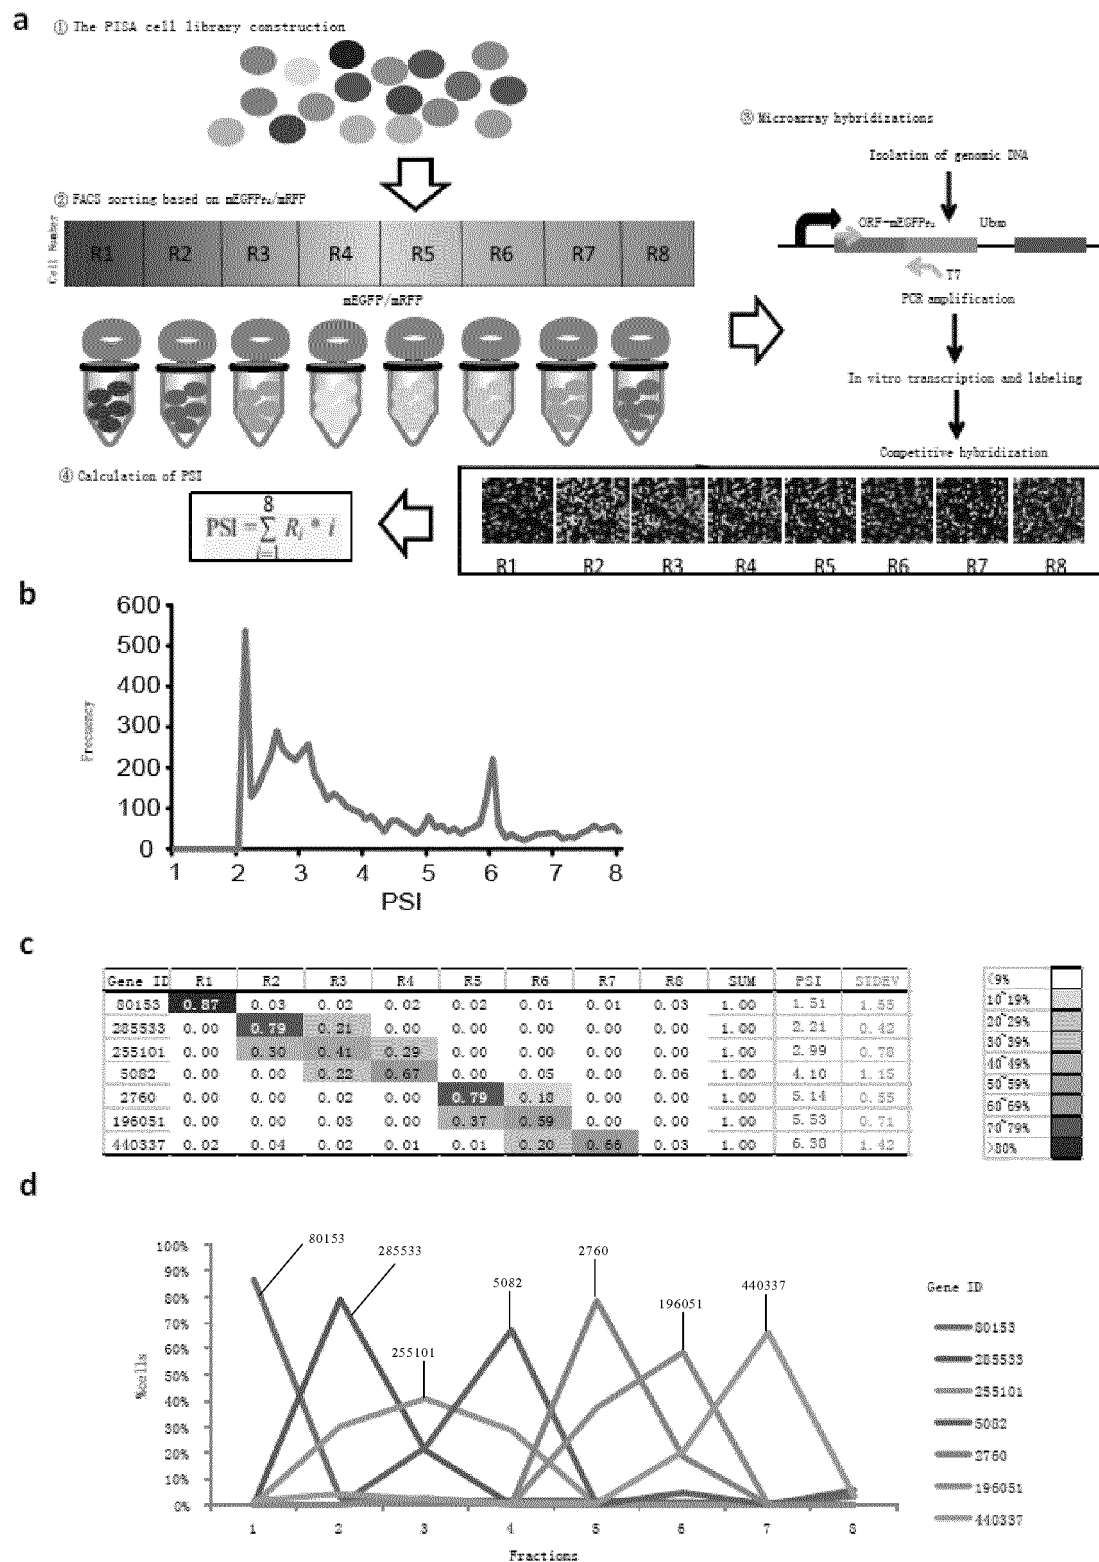 a
① The PISA cell library construction
② FACS sorting based on mEGFPPu/mRFP
Cell Number
R1 R2 R3 R4 R5 R6 R7 R8
mEGFP/mRFP
③ Microarray hybridizations
Isolation of genomic DNA
ORF-mEGFPPu Ubno
T7
PCR amplification
In vitro transcription and labeling
Competitive hybridization
R1 R2 R3 R4 R5 R6 R7 R8
④ Calculation of PSI
PSI = 8 ∑ i=1 Ri * i
b
Frecuency
600
500
400
300
200
100
0
1 2 3 4 5 6 7 8
PSI
c
Gene ID R1 R2 R3 R4 R5 R6 R7 R8 SUM PSI STDEV
80153 0.87 0.03 0.02 0.02 0.02 0.01 0.01 0.03 1.00 1.51 1.55
285533 0.00 0.79 0.21 0.00 0.00 0.00 0.00 0.00 1.00 2.21 0.42
255101 0.00 0.30 0.41 0.29 0.00 0.00 0.00 0.00 1.00 2.99 0.78
5082 0.00 0.00 0.22 0.67 0.00 0.05 0.00 0.06 1.00 4.10 1.15
2760 0.00 0.00 0.02 0.00 0.79 0.18 0.00 0.00 1.00 5.14 0.55
196051 0.00 0.00 0.03 0.00 0.37 0.59 0.00 0.00 1.00 5.53 0.71
440337 0.02 0.04 0.02 0.01 0.01 0.20 0.66 0.03 1.00 6.38 1.42
<9%
10~19%
20~29%
30~39%
40~49%
50~59%
60~69%
70~79%
>80%
d
%cells
100%
90%
80%
70%
60%
50%
40%
30%
20%
10%
0%
80153
285533
255101
5082
2760
196051
440337
1 2 3 4 5 6 7 8
Fractions
Gene ID
80153
285533
255101
5082
2760
196051
440337